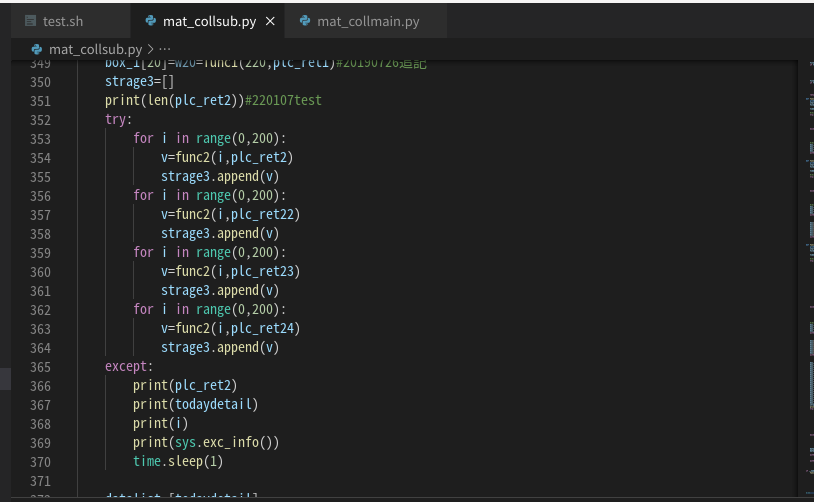 test.sh
mat_collsub.py
mat_collmain.py
mat_collsub.py > ...
349 box_1[20]=w20=func1(220,plc_ret1)#20190726追記
350 strage3=[]
351 print(len(plc_ret2))#220107test
352 try:
353 for i in range(0,200):
354 v=func2(i,plc_ret2)
355 strage3.append(v)
356 for i in range(0,200):
357 v=func2(i,plc_ret22)
358 strage3.append(v)
359 for i in range(0,200):
360 v=func2(i,plc_ret23)
361 strage3.append(v)
362 for i in range(0,200):
363 v=func2(i,plc_ret24)
364 strage3.append(v)
365 except:
366 print(plc_ret2)
367 print(todaydetail)
368 print(i)
369 print(sys.exc_info())
370 time.sleep(1)
371